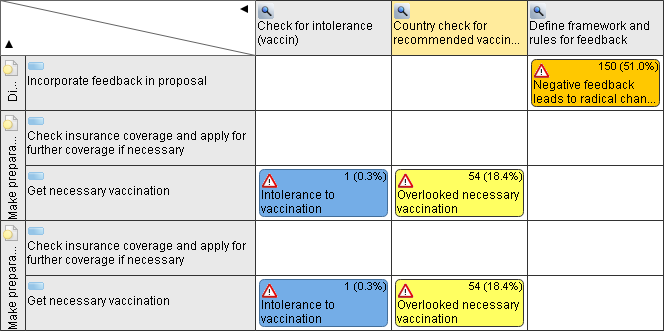 Check for intolerance
(vaccin)
Country check for
recommended vaccin...
Define framework and
rules for feedback
Di...
Incorporate feedback in proposal
150 (51.0%)
Negative feedback
leads to radical chan...
Make prepara...
Check insurance coverage and apply for
further coverage if necessary
Get necessary vaccination
1 (0.3%)
Intolerance to
vaccination
54 (18.4%)
Overlooked necessary
vaccination
Make prepara...
Check insurance coverage and apply for
further coverage if necessary
Get necessary vaccination
1 (0.3%)
Intolerance to
vaccination
54 (18.4%)
Overlooked necessary
vaccination